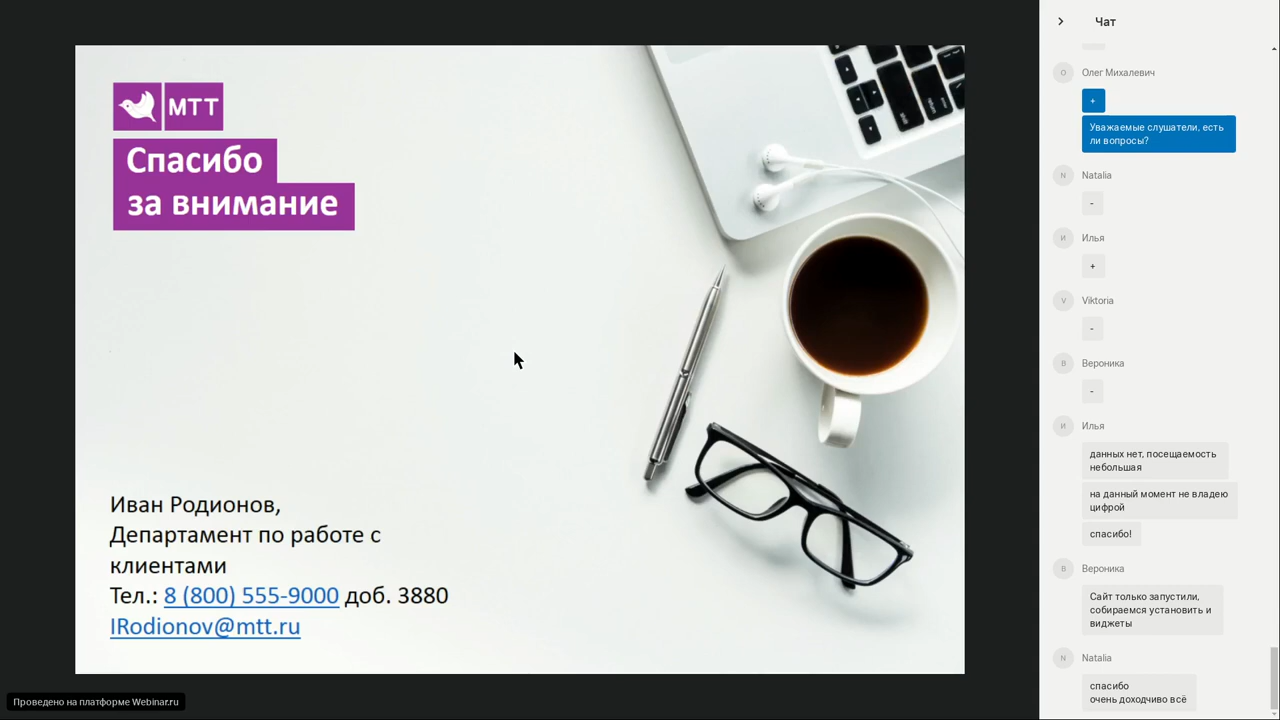 МТТ
Спасибо
за внимание
Иван Родионов,
Департамент по работе с
клиентами
Тел.: 8 (800) 555-9000 доб. 3880
IRodionov@mtt.ru
Проведено на платформе Webinar.ru
Чат
О
Олег Михалевич
+
Уважаемые слушатели, есть
ли вопросы?
N
Natalia
-
И
Илья
+
V
Viktoria
-
В
Вероника
-
И
Илья
данных нет, посещаемость
небольшая
на данный момент не владею
цифрой
спасибо!
В
Вероника
Сайт только запустили,
собираемся установить и
виджеты
N
Natalia
спасибо
очень доходчиво всё